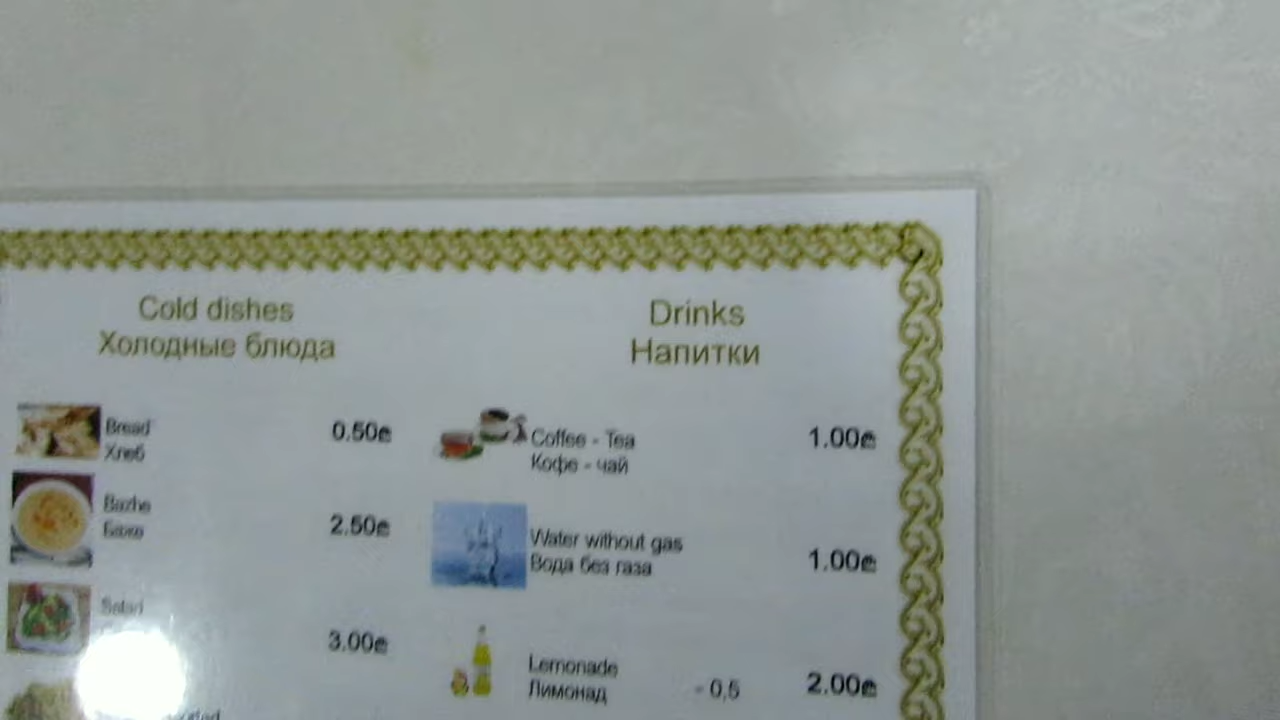 Cold dishes
Холодные блюда
Bread
Хлеб
0.50₾
Bazhe
Баже
2.50₾
Salad
3.00₾
Drinks
Напитки
Coffee - Tea
Кофе - чай
1.00₾
Water without gas
Вода без газа
1.00₾
Lemonade
Лимонад - 0,5
2.00₾